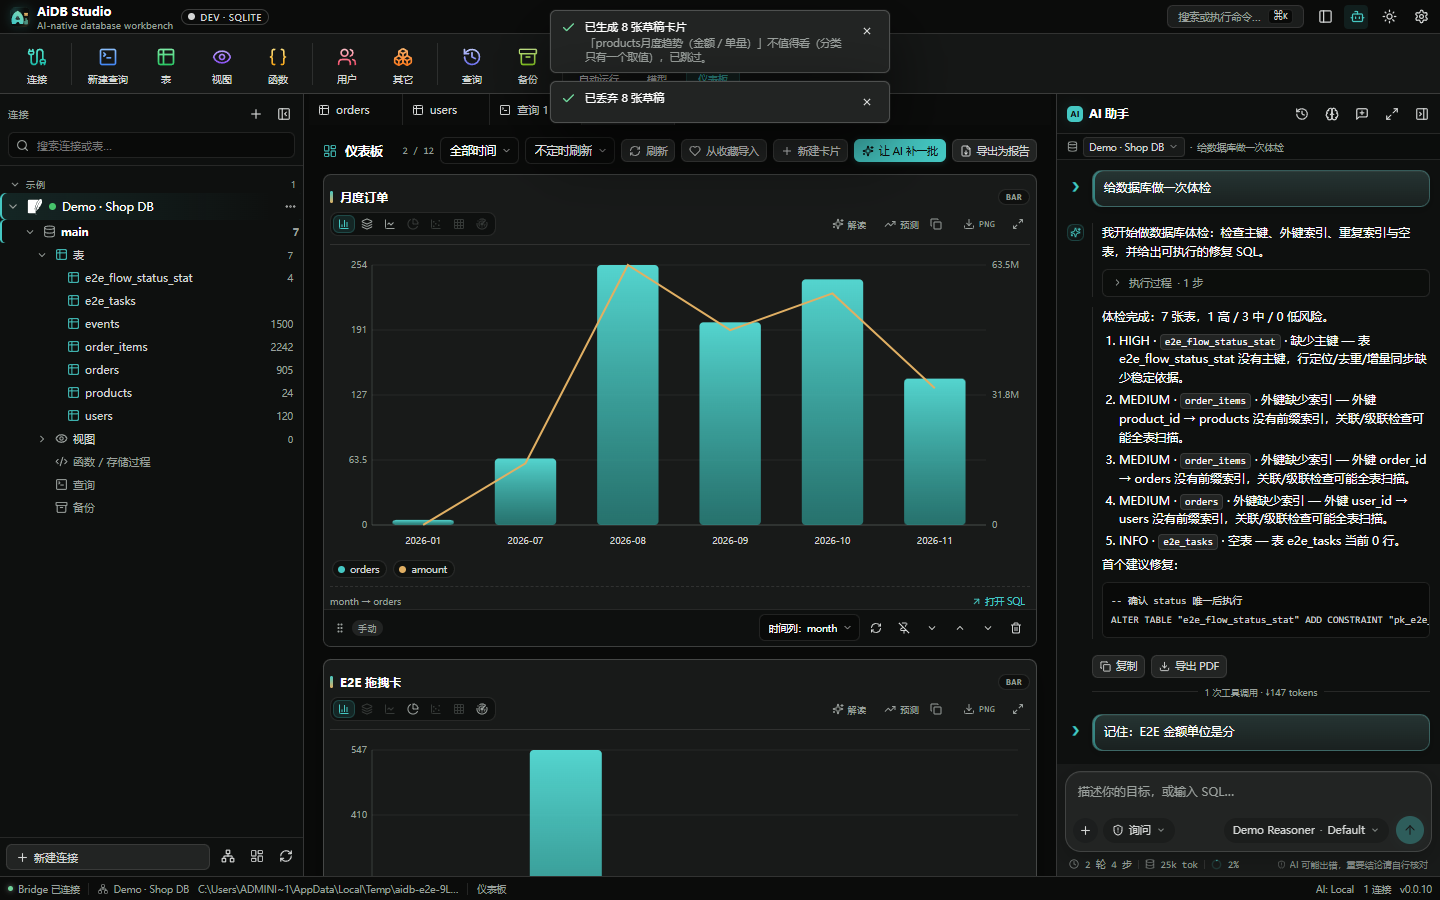 AiDB Studio
AI-native database workbench
DEV · SQLITE
搜索或执行命令...
⌘K
已生成 8 张草稿卡片
「products月度趋势（金额 / 单量）」不值得看（分类
只有一个取值），已跳过。
已丢弃 8 张草稿
连接
新建查询
表
视图
函数
用户
其它
查询
备份
自动运行
模型
仪表板
连接
搜索连接或表...
示例
1
Demo · Shop DB
main
7
表
7
e2e_flow_status_stat
4
e2e_tasks
events
1500
order_items
2242
orders
905
products
24
users
120
视图
0
函数 / 存储过程
查询
备份
新建连接
orders
users
查询 1
仪表板
2 / 12
全部时间
不定时刷新
刷新
从收藏导入
新建卡片
让 AI 补一批
导出为报告
月度订单
BAR
解读
预测
PNG
254
191
127
63.5
0
63.5M
31.8M
0
2026-01
2026-07
2026-08
2026-09
2026-10
2026-11
orders
amount
month → orders
打开 SQL
手动
时间列：month
E2E 拖拽卡
BAR
解读
预测
PNG
547
410
AI
AI 助手
Demo · Shop DB
· 给数据库做一次体检
给数据库做一次体检
我开始做数据库体检：检查主键、外键索引、重复索引与空
表，并给出可执行的修复 SQL。
执行过程 · 1 步
体检完成：7 张表，1 高 / 3 中 / 0 低风险。
1. HIGH · e2e_flow_status_stat · 缺少主键 — 表
e2e_flow_status_stat 没有主键，行定位/去重/增量同步缺
少稳定依据。
2. MEDIUM · order_items · 外键缺少索引 — 外键
product_id → products 没有前缀索引，关联/级联检查可
能全表扫描。
3. MEDIUM · order_items · 外键缺少索引 — 外键 order_id
→ orders 没有前缀索引，关联/级联检查可能全表扫描。
4. MEDIUM · orders · 外键缺少索引 — 外键 user_id →
users 没有前缀索引，关联/级联检查可能全表扫描。
5. INFO · e2e_tasks · 空表 — 表 e2e_tasks 当前 0 行。
首个建议修复：
-- 确认 status 唯一后执行
ALTER TABLE "e2e_flow_status_stat" ADD CONSTRAINT "pk_e2e_
复制
导出 PDF
1 次工具调用 · ↓147 tokens
记住：E2E 金额单位是分
描述你的目标，或输入 SQL...
询问
Demo Reasoner · Default
2 轮 4 步
25k tok
2%
AI 可能出错，重要结论请自行核对
Bridge 已连接
Demo · Shop DB
C:\Users\ADMINI~1\AppData\Local\Temp\aidb-e2e-9L...
仪表板
AI: Local
1 连接
v0.0.10